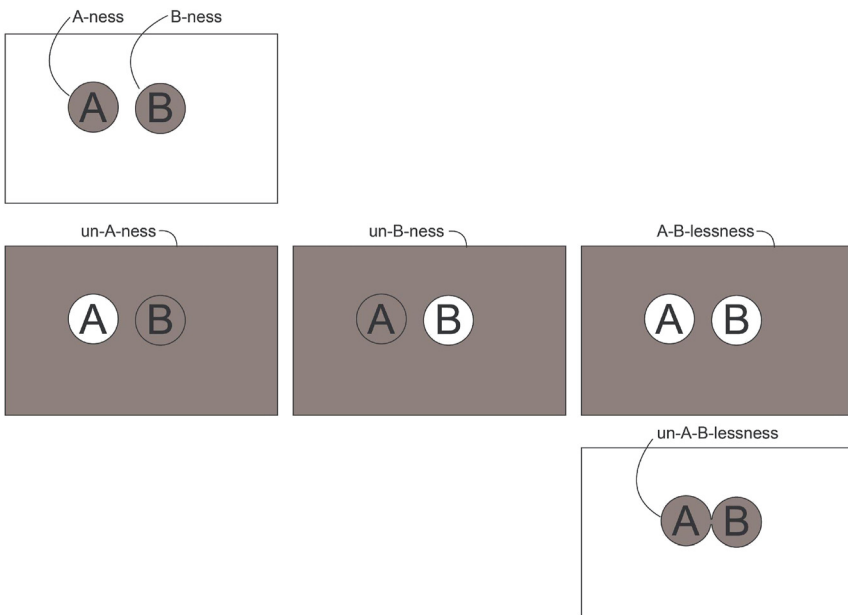 A-ness B-ness
A B
un-A-ness un-B-ness A-B-lessness
A B A B A B
un-A-B-lessness
A B